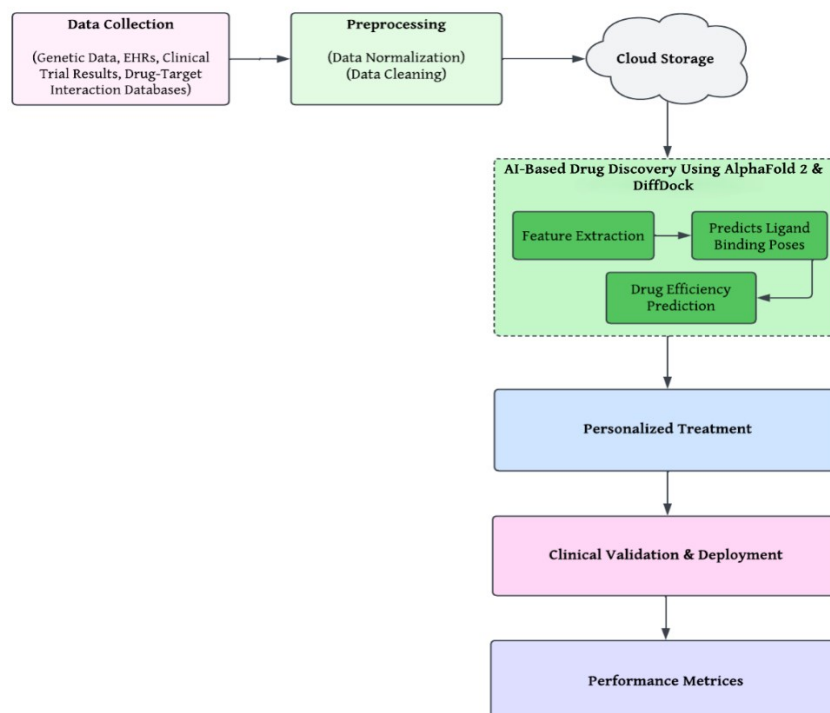 Data Collection
(Genetic Data, EHRs, Clinical
Trial Results, Drug-Target
Interaction Databases)
Preprocessing
(Data Normalization)
(Data Cleaning)
Cloud Storage
AI-Based Drug Discovery Using AlphaFold 2 &
DiffDock
Feature Extraction
Predicts Ligand
Binding Poses
Drug Efficiency
Prediction
Personalized Treatment
Clinical Validation & Deployment
Performance Metrices